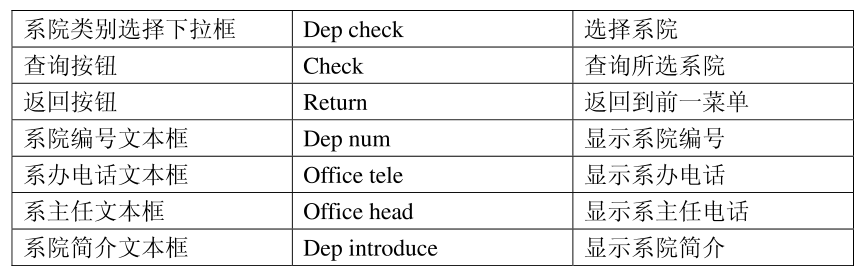 系院类别选择下拉框 Dep check 选择系院
查询按钮 Check 查询所选系院
返回按钮 Return 返回到前一菜单
系院编号文本框 Dep num 显示系院编号
系办电话文本框 Office tele 显示系办电话
系主任文本框 Office head 显示系主任电话
系院简介文本框 Dep introduce 显示系院简介